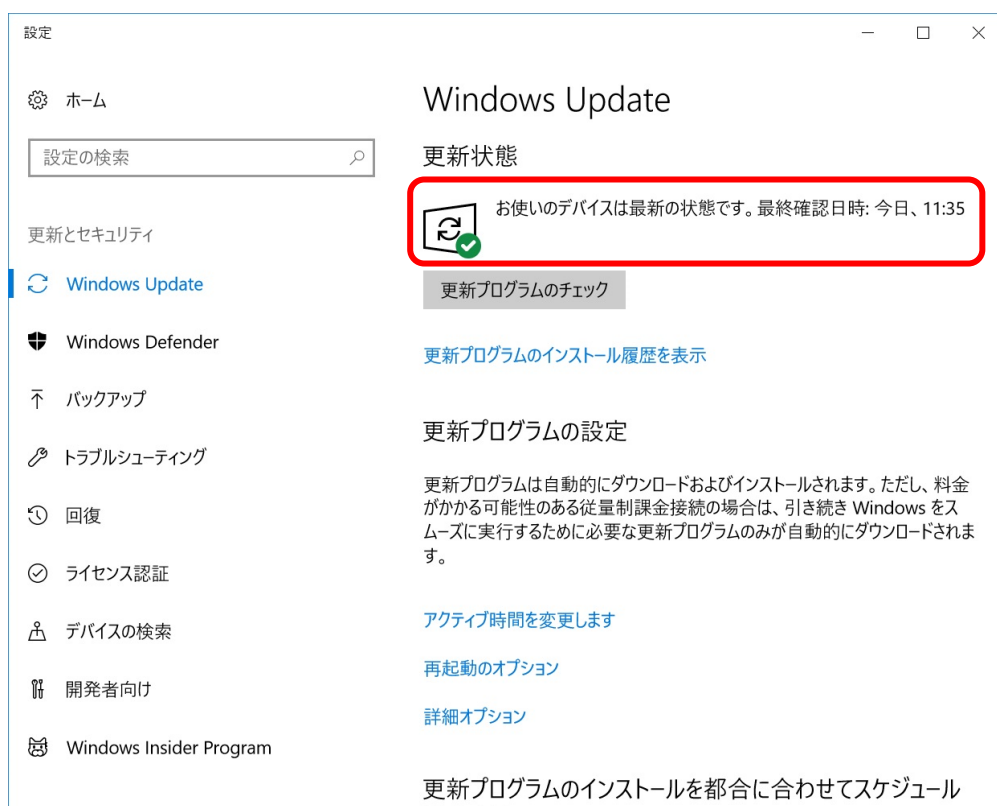 設定
ホーム
設定の検索
更新とセキュリティ
Windows Update
Windows Defender
バックアップ
トラブルシューティング
回復
ライセンス認証
デバイスの検索
開発者向け
Windows Insider Program
Windows Update
更新状態
お使いのデバイスは最新の状態です。最終確認日時: 今日、11:35
更新プログラムのチェック
更新プログラムのインストール履歴を表示
更新プログラムの設定
更新プログラムは自動的にダウンロードおよびインストールされます。ただし、料金
がかかる可能性のある従量制課金接続の場合は、引き続き Windows をス
ムーズに実行するために必要な更新プログラムのみが自動的にダウンロードされま
す。
アクティブ時間を変更します
再起動のオプション
詳細オプション
更新プログラムのインストールを都合に合わせてスケジュール